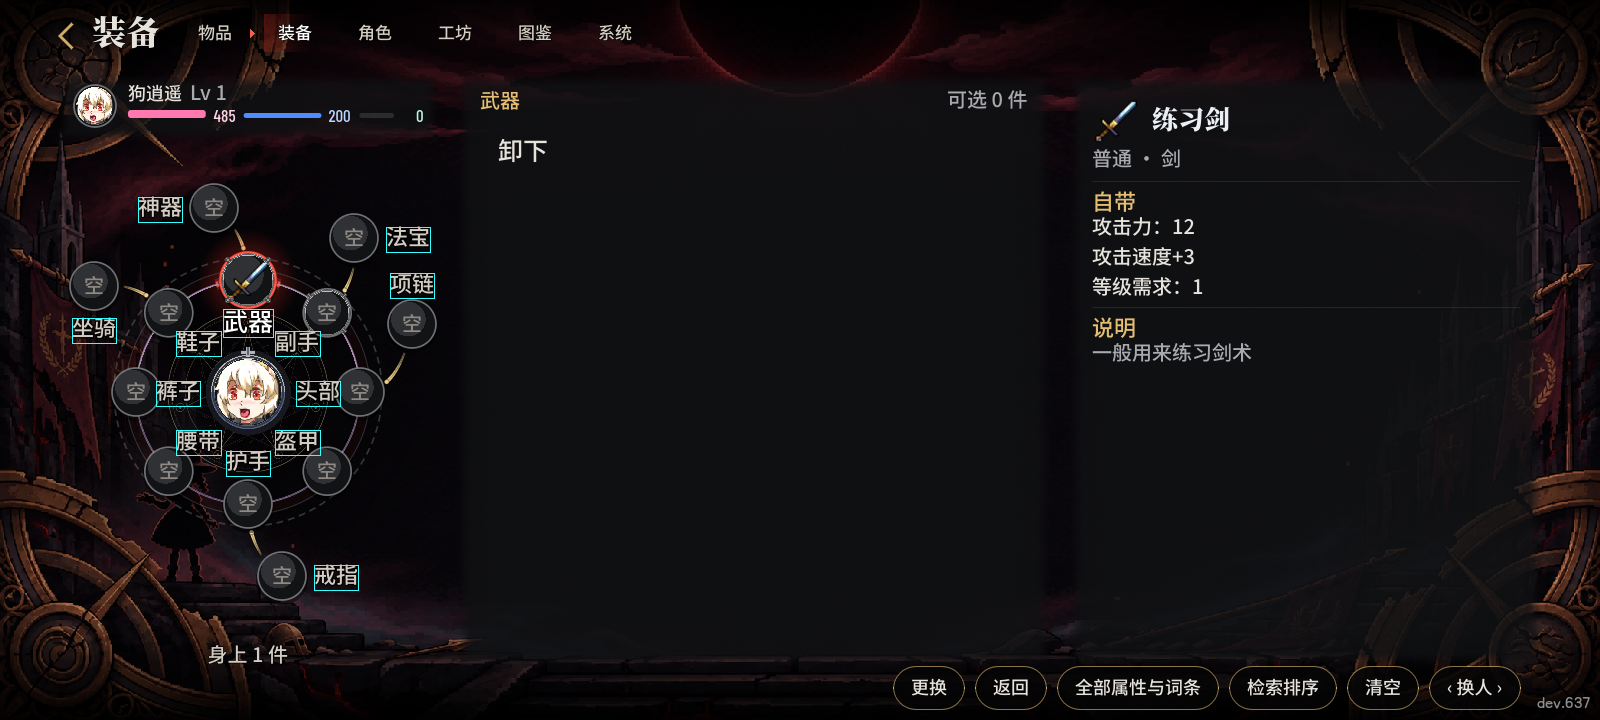 装备
物品
装备
角色
工坊
图鉴
系统
狗逍遥 Lv 1
485
200
0
神器
空
空
法宝
项链
空
空
坐骑
空
空
武器
鞋子
副手
空
裤子
头部
空
腰带
盔甲
空
护手
空
空
空
戒指
身上 1 件
武器
可选 0 件
卸下
练习剑
普通 • 剑
自带
攻击力：12
攻击速度+3
等级需求：1
说明
一般用来练习剑术
更换
返回
全部属性与词条
检索排序
清空
‹ 换人 ›
dev.637